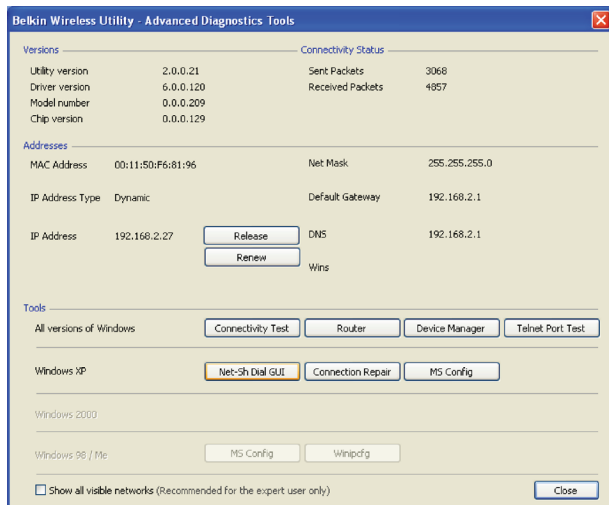 Belkin Wireless Utility - Advanced Diagnostics Tools
Versions
Utility version 2.0.0.21
Driver version 6.0.0.120
Model number 0.0.0.209
Chip version 0.0.0.129
Connectivity Status
Sent Packets 3068
Received Packets 4857
Addresses
MAC Address 00:11:50:F6:81:96
Net Mask 255.255.255.0
IP Address Type Dynamic
Default Gateway 192.168.2.1
IP Address 192.168.2.27 Release
Renew
DNS 192.168.2.1
Wins
Tools
All versions of Windows Connectivity Test Router Device Manager Telnet Port Test
Windows XP Net-Sh Dial GUI Connection Repair MS Config
Windows 2000
Windows 98 / Me MS Config Winipcfg
Show all visible networks (Recommended for the expert user only) Close